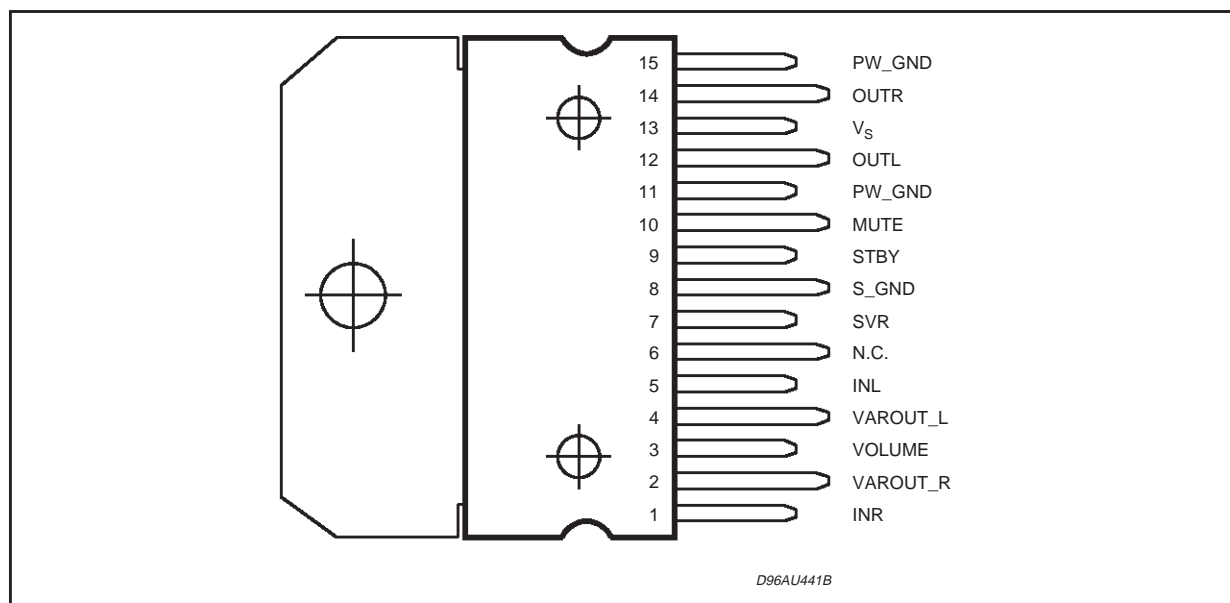 15 PW_GND
14 OUTR
13 VS
12 OUTL
11 PW_GND
10 MUTE
9 STBY
8 S_GND
7 SVR
6 N.C.
5 INL
4 VAROUT_L
3 VOLUME
2 VAROUT_R
1 INR
D96AU441B